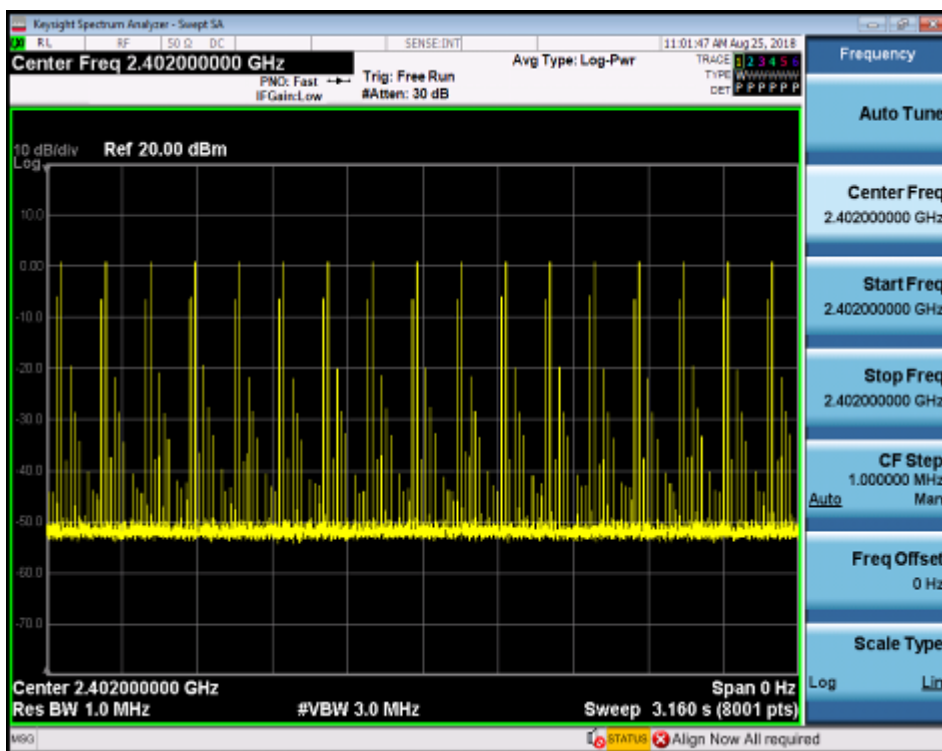 Keysight Spectrum Analyzer - Swept SA
RL RF 50 Ω DC SENSE:INT 11:01:47 AM Aug 25, 2018
Center Freq 2.402000000 GHz
PNO: Fast
IFGain:Low
Trig: Free Run
#Atten: 30 dB
Avg Type: Log-Pwr
TRACE 1 2 3 4 5 6
TYPE WWWWWW
DET P P P P P P
10 dB/div Ref 20.00 dBm
Log
10.0
0.00
-10.0
-20.0
-30.0
-40.0
-50.0
-60.0
-70.0
Center 2.402000000 GHz Span 0 Hz
Res BW 1.0 MHz #VBW 3.0 MHz Sweep 3.160 s (8001 pts)
MSG STATUS Align Now All required
Frequency
Auto Tune
Center Freq
2.402000000 GHz
Start Freq
2.402000000 GHz
Stop Freq
2.402000000 GHz
CF Step
1.000000 MHz
Auto Man
Freq Offset
0 Hz
Scale Type
Log Lin